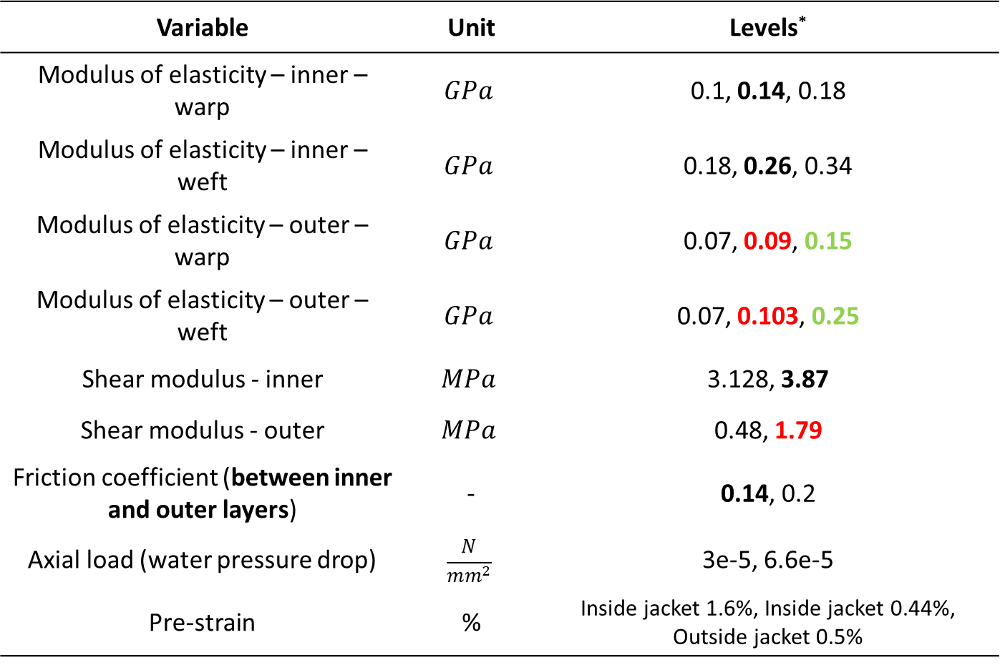 Variable Unit Levels*
Modulus of elasticity – inner –
warp
GPa
0.1, 0.14, 0.18
Modulus of elasticity – inner –
weft
GPa
0.18, 0.26, 0.34
Modulus of elasticity – outer –
warp
GPa
0.07, 0.09, 0.15
Modulus of elasticity – outer –
weft
GPa
0.07, 0.103, 0.25
Shear modulus - inner MPa 3.128, 3.87
Shear modulus - outer MPa 0.48, 1.79
Friction coefficient (between inner
and outer layers)
-
0.14, 0.2
Axial load (water pressure drop) N/mm² 3e-5, 6.6e-5
Pre-strain
%
Inside jacket 1.6%, Inside jacket 0.44%,
Outside jacket 0.5%